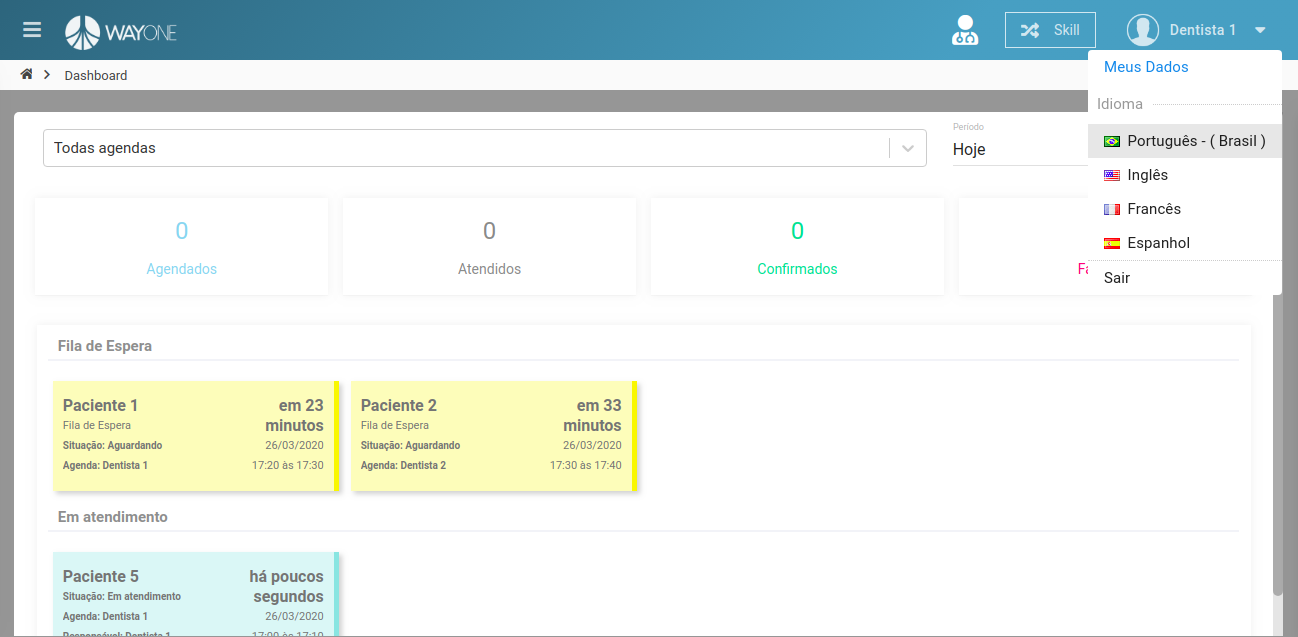 WAYONE
Skill
Dentista 1
Dashboard
Meus Dados
Idioma
Português - ( Brasil )
Inglês
Francês
Espanhol
Sair
Todas agendas
Período
Hoje
0
Agendados
0
Atendidos
0
Confirmados
Fila de Espera
Paciente 1
em 23
minutos
Fila de Espera
Situação: Aguardando
26/03/2020
Agenda: Dentista 1
17:20 às 17:30
Paciente 2
em 33
minutos
Fila de Espera
Situação: Aguardando
26/03/2020
Agenda: Dentista 2
17:30 às 17:40
Em atendimento
Paciente 5
há poucos
segundos
Situação: Em atendimento
Agenda: Dentista 1
26/03/2020
Responsável: Dentista 1
17:00 às 17:10